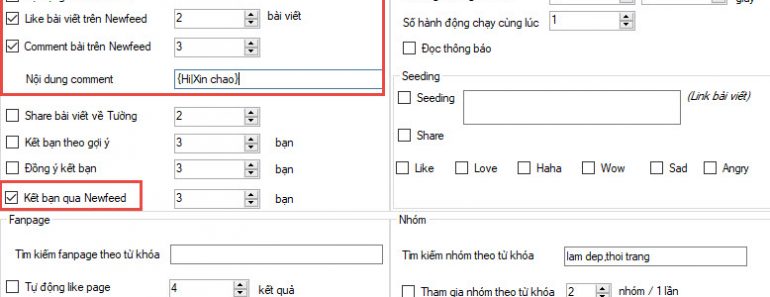 Like bài viết trên Newfeed 2 bài viết
Comment bài trên Newfeed 3
Nội dung comment {Hi|Xin chao}
Share bài viết về Tường 2
Kết bạn theo gợi ý 3 bạn
Đồng ý kết bạn 3 bạn
Kết bạn qua Newfeed 3 bạn
Số hành động chạy cùng lúc 1
Đọc thông báo
Seeding
Seeding (Link bài viết)
Share
Like Love Haha Wow Sad Angry
Fanpage
Tìm kiếm fanpage theo từ khóa
Tự động like page 4 kết quả
Nhóm
Tìm kiếm nhóm theo từ khóa lam dep,thoi trang
Tham gia nhóm theo từ khóa 2 nhóm / 1 lần